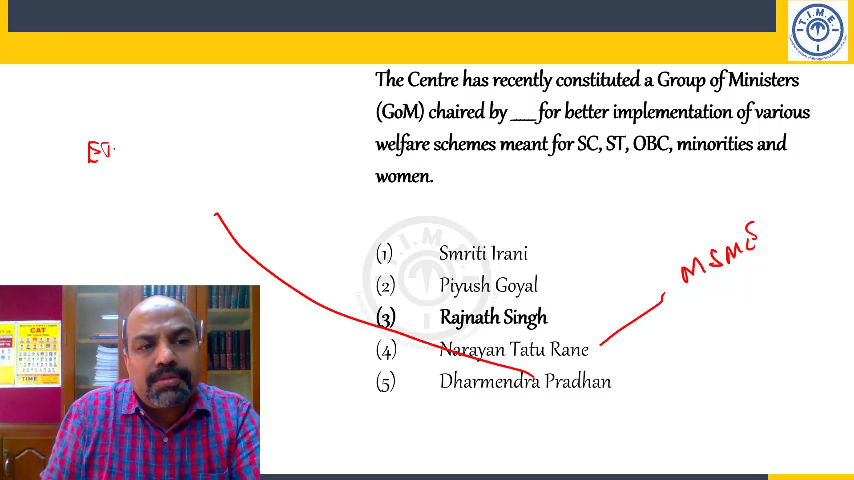 T.I.M.E.
The Centre has recently constituted a Group of Ministers
(GoM) chaired by ___ for better implementation of various
welfare schemes meant for SC, ST, OBC, minorities and
women.
(1) Smriti Irani
(2) Piyush Goyal
(3) Rajnath Singh
(4) Narayan Tatu Rane
(5) Dharmendra Pradhan
MSME
CAT
TIME